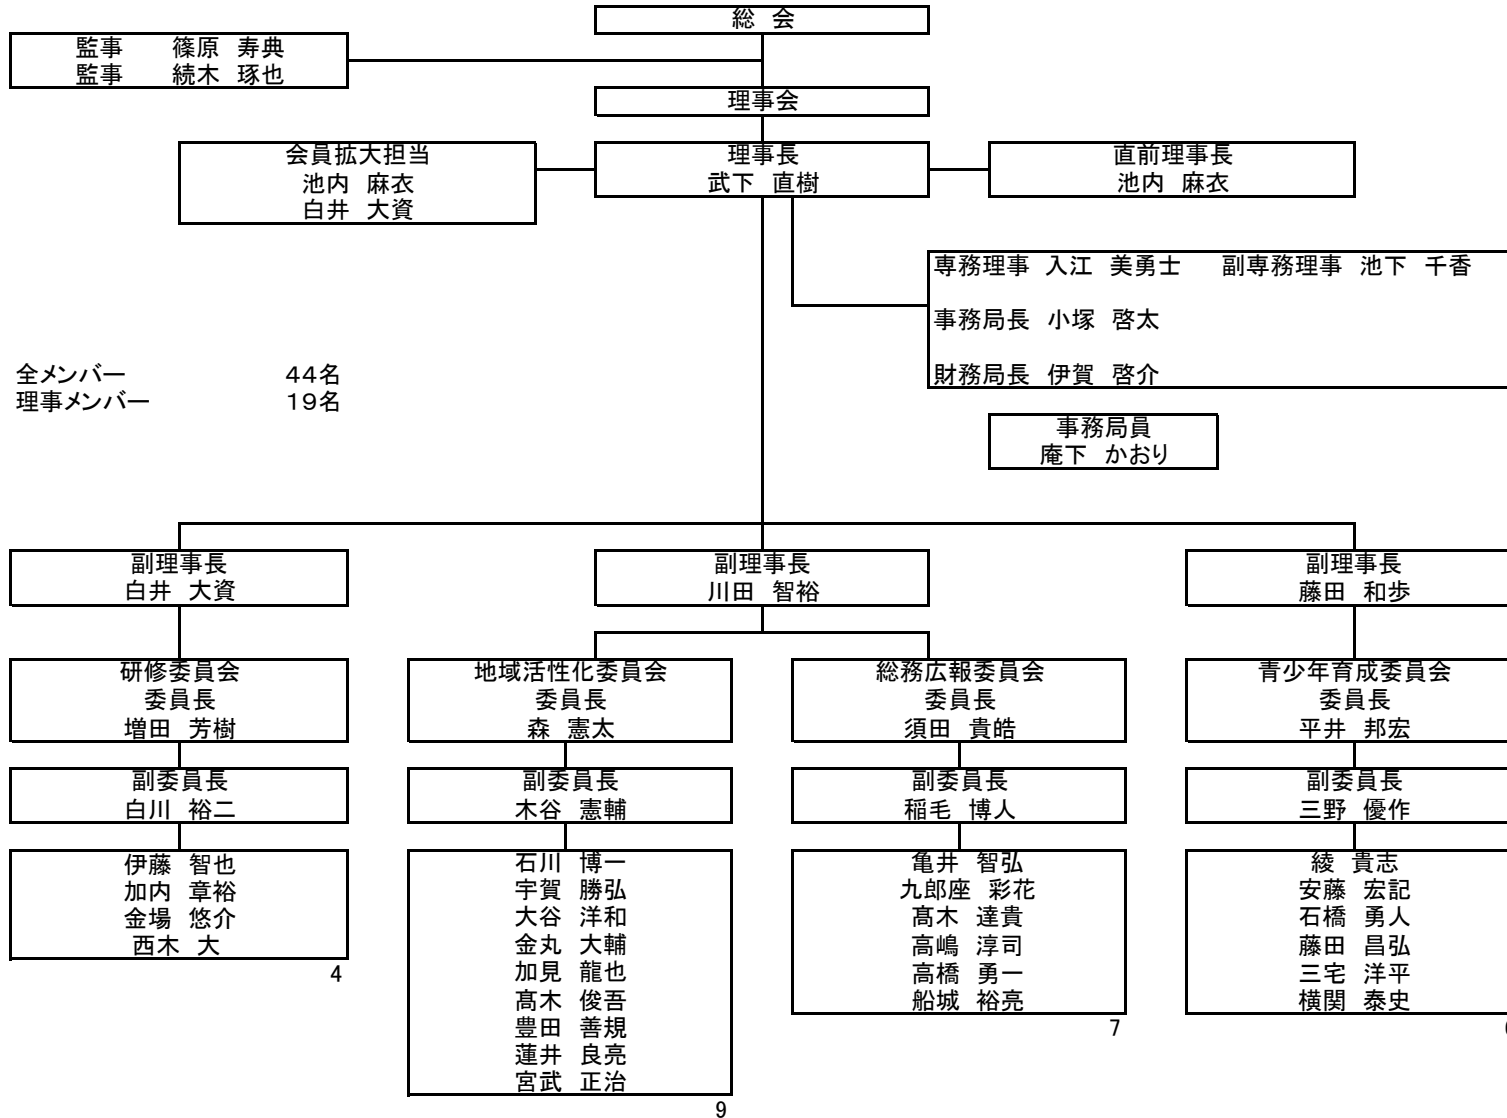 総 会
監事 篠原 寿典
監事 続木 琢也
理事会
会員拡大担当
池内 麻衣
白井 大資
理事長
武下 直樹
直前理事長
池内 麻衣
専務理事 入江 美勇士 副専務理事 池下 千香
事務局長 小塚 啓太
財務局長 伊賀 啓介
全メンバー 44名
理事メンバー 19名
事務局員
庵下 かおり
副理事長
白井 大資
副理事長
川田 智裕
副理事長
藤田 和歩
研修委員会
委員長
増田 芳樹
地域活性化委員会
委員長
森 憲太
総務広報委員会
委員長
須田 貴皓
青少年育成委員会
委員長
平井 邦宏
副委員長
白川 裕二
副委員長
木谷 憲輔
副委員長
稲毛 博人
副委員長
三野 優作
伊藤 智也
加内 章裕
金場 悠介
西木 大
4
石川 博一
宇賀 勝弘
大谷 洋和
金丸 大輔
加見 龍也
髙木 俊吾
豊田 善規
蓮井 良亮
宮武 正治
9
亀井 智弘
九郎座 彩花
髙木 達貴
高嶋 淳司
高橋 勇一
船城 裕亮
7
綾 貴志
安藤 宏記
石橋 勇人
藤田 昌弘
三宅 洋平
横関 泰史